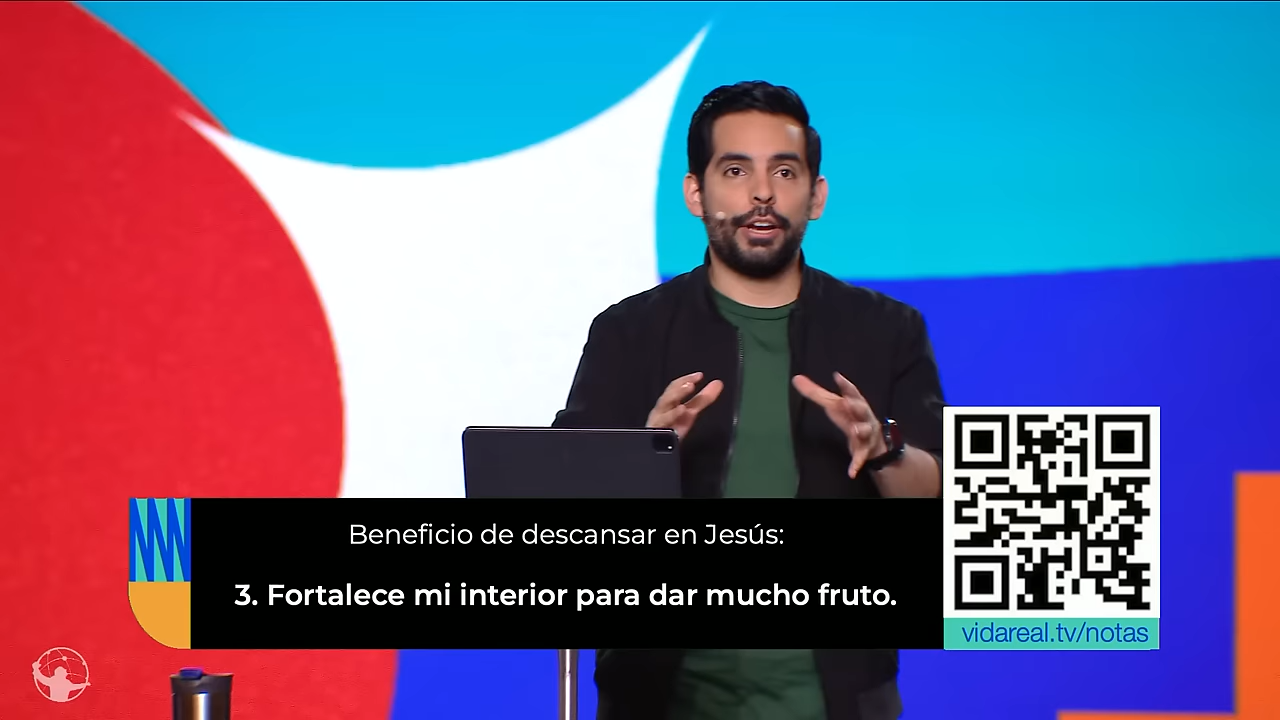 Beneficio de descansar en Jesús:
3. Fortalece mi interior para dar mucho fruto.
vidareal.tv/notas